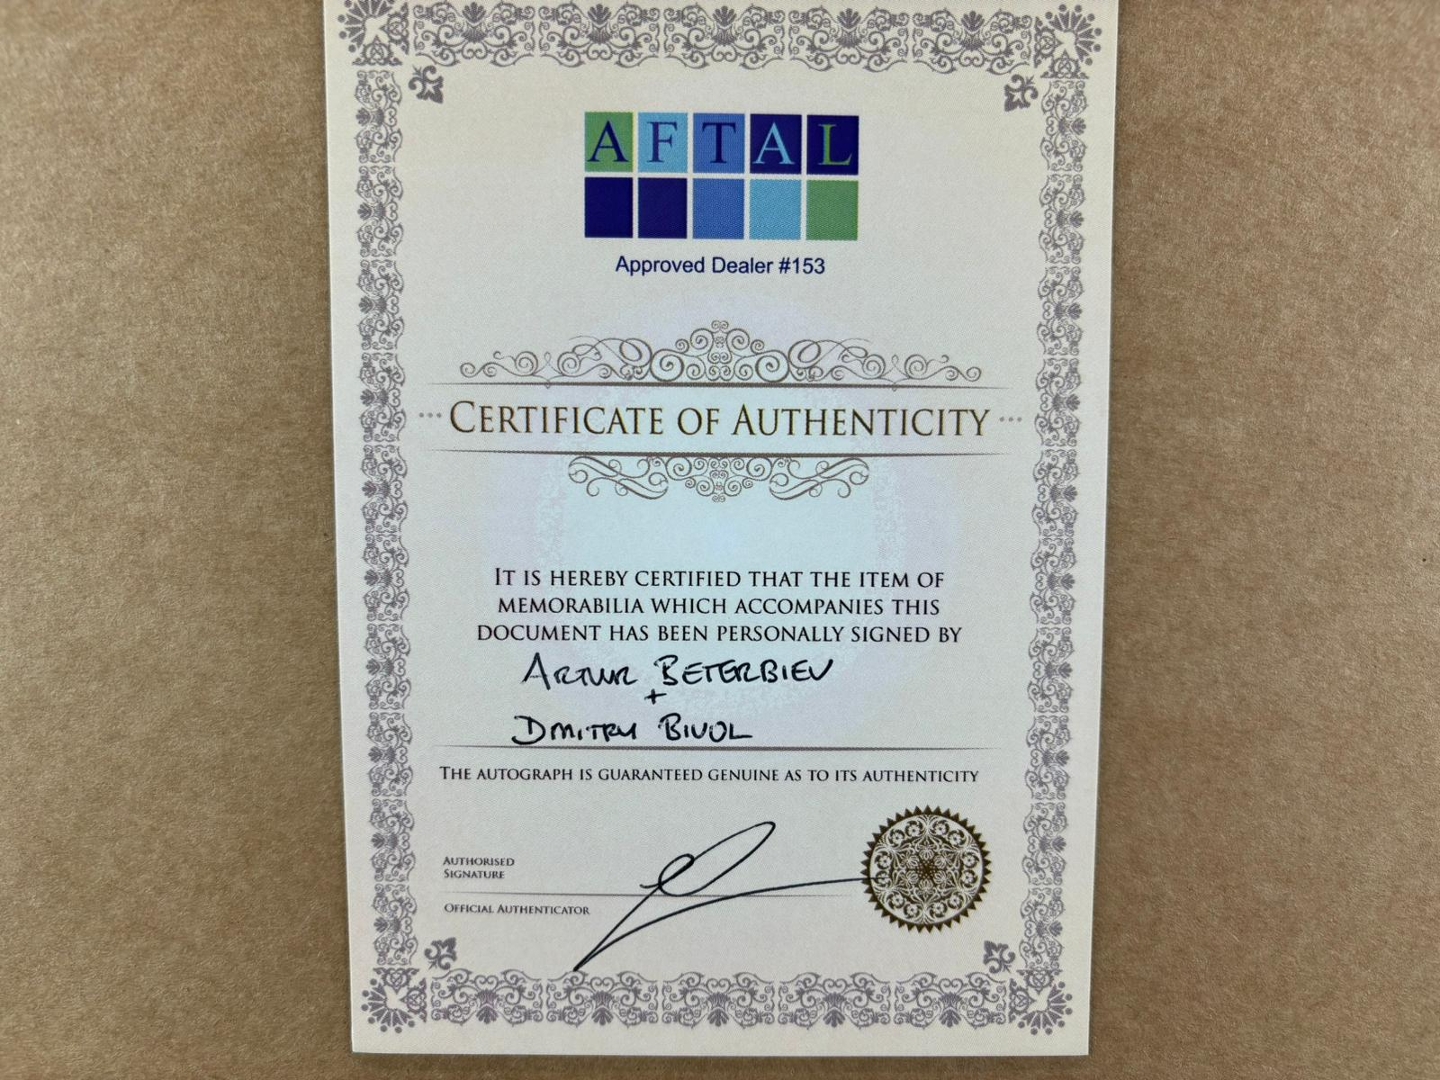 AFTAL
Approved Dealer #153
CERTIFICATE OF AUTHENTICITY
IT IS HEREBY CERTIFIED THAT THE ITEM OF
MEMORABILIA WHICH ACCOMPANIES THIS
DOCUMENT HAS BEEN PERSONALLY SIGNED BY
ARTUR BETERBIEV
+
DMITRY BIVOL
THE AUTOGRAPH IS GUARANTEED GENUINE AS TO ITS AUTHENTICITY
AUTHORISED
SIGNATURE
OFFICIAL AUTHENTICATOR